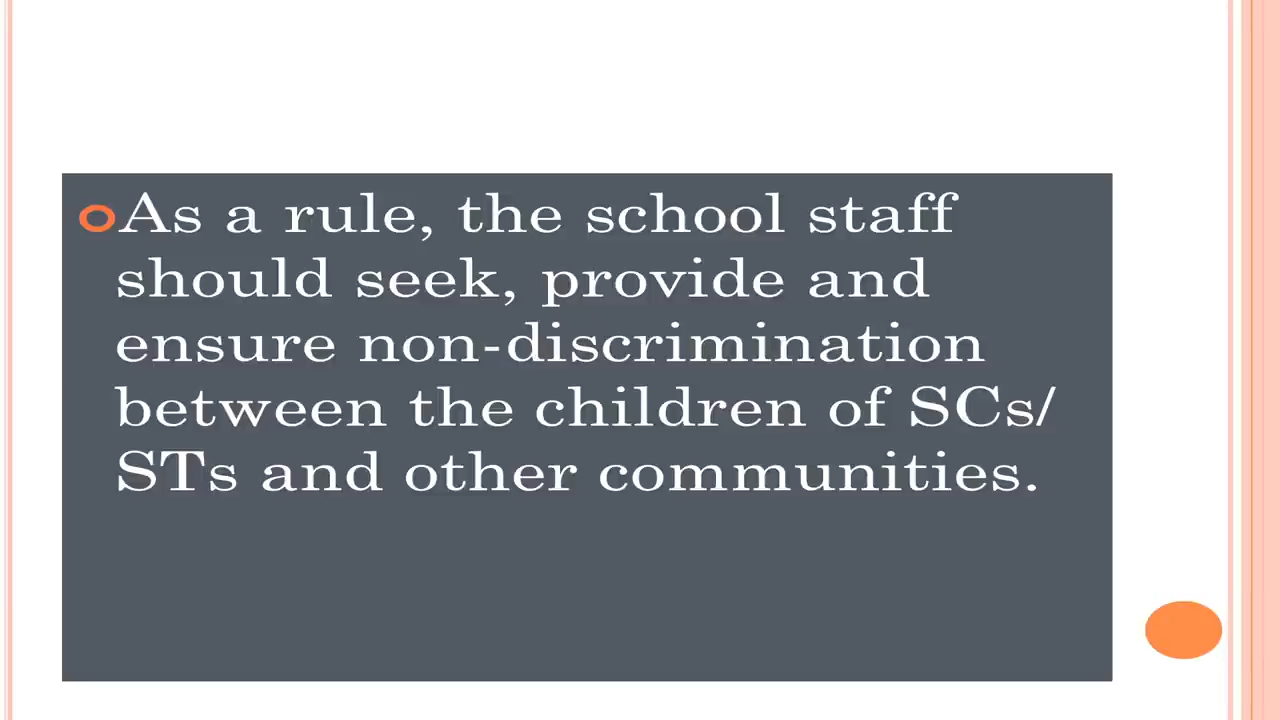 As a rule, the school staff
should seek, provide and
ensure non-discrimination
between the children of SCs/
STs and other communities.